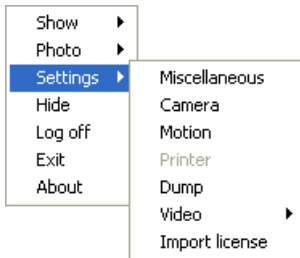 Show
Photo
Settings
Hide
Log off
Exit
About
Miscellaneous
Camera
Motion
Printer
Dump
Video
Import license